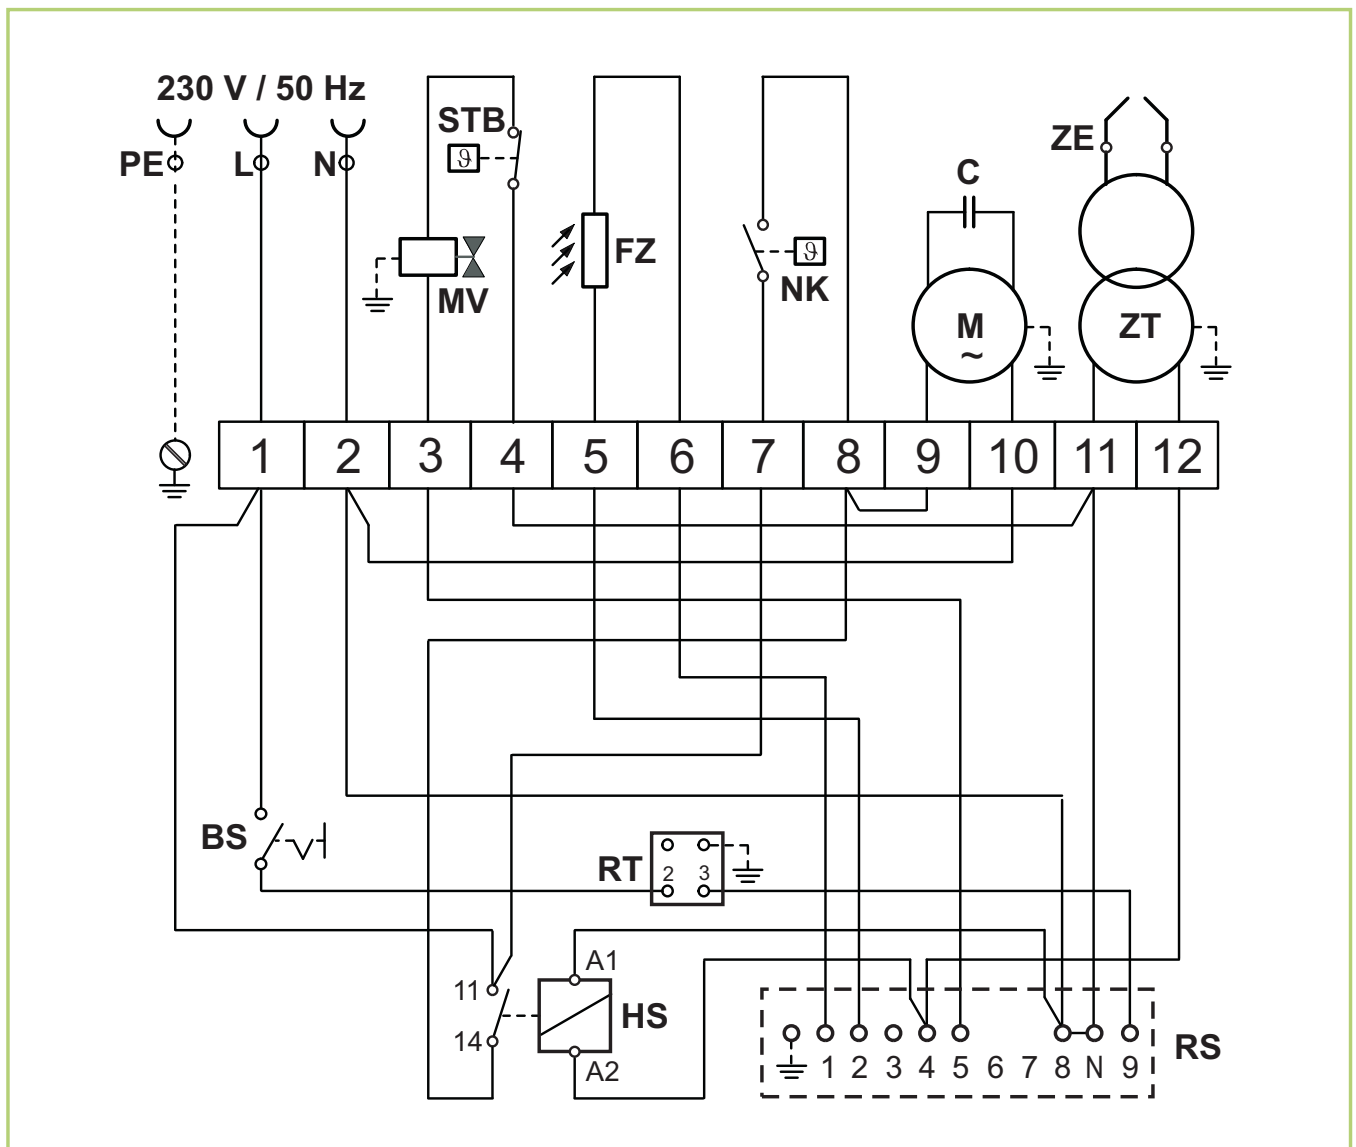 230 V / 50 Hz
PE L N
STB
ϑ
MV
FZ
ϑ
NK
C
M
~
ZE
ZT
1 2 3 4 5 6 7 8 9 10 11 12
BS
RT
2 3
11
14
A1
HS
A2
1 2 3 4 5 6 7 8 N 9
RS